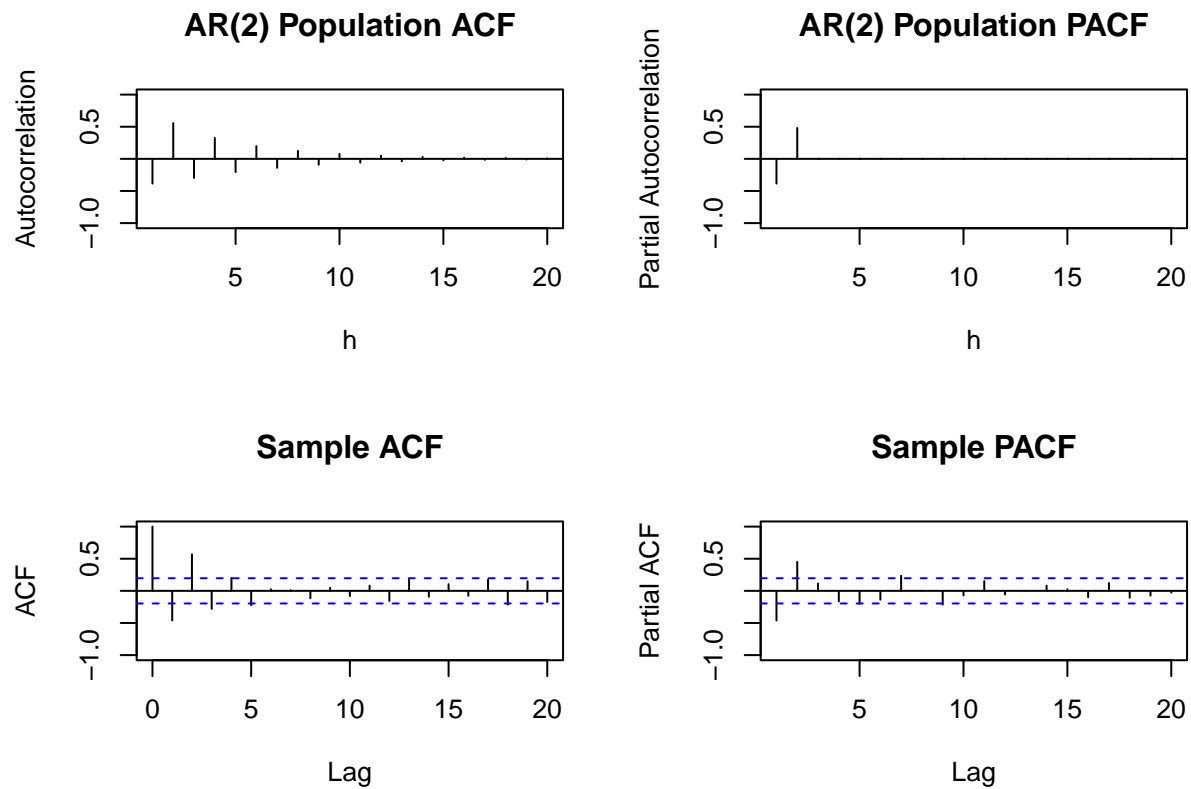 AR(2) Population ACF
Autocorrelation
0.5
−1.0
5 10 15 20
h
AR(2) Population PACF
Partial Autocorrelation
0.5
−1.0
5 10 15 20
h
Sample ACF
ACF
0.5
−1.0
0 5 10 15 20
Lag
Sample PACF
Partial ACF
0.5
−1.0
5 10 15 20
Lag